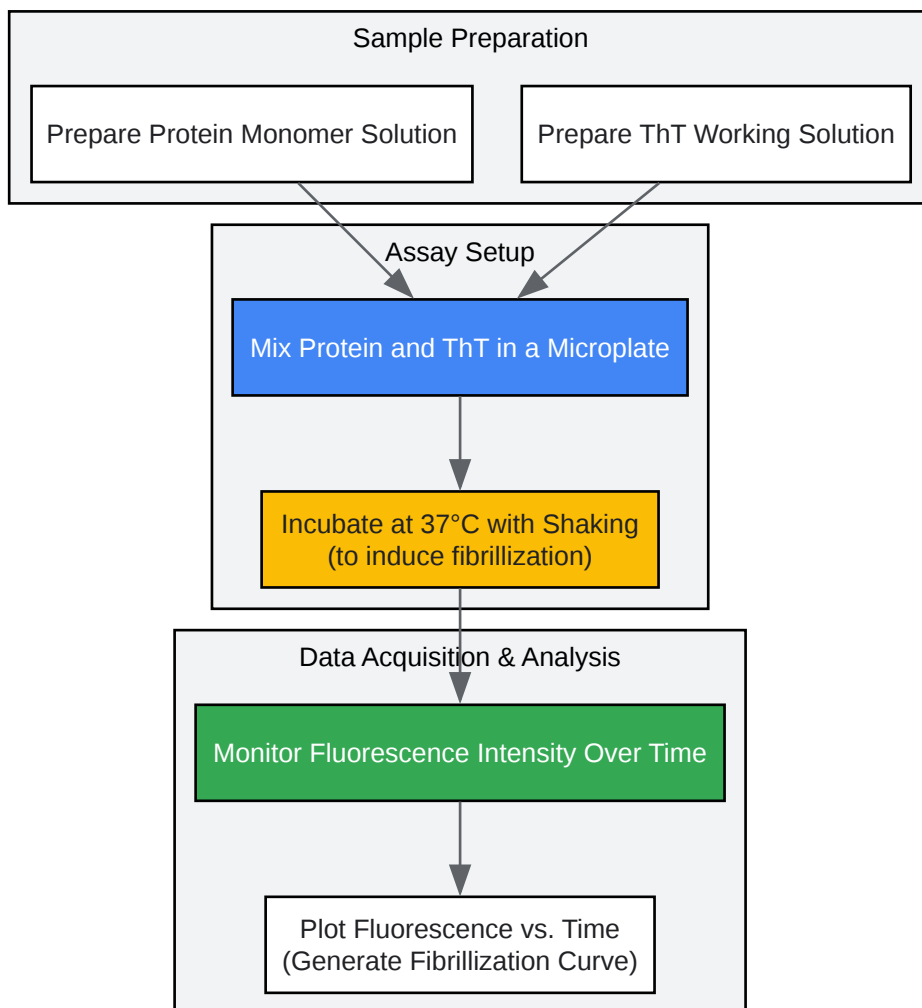 Sample Preparation
Prepare Protein Monomer Solution
Prepare ThT Working Solution
Assay Setup
Mix Protein and ThT in a Microplate
Incubate at 37°C with Shaking
(to induce fibrillization)
Data Acquisition & Analysis
Monitor Fluorescence Intensity Over Time
Plot Fluorescence vs. Time
(Generate Fibrillization Curve)